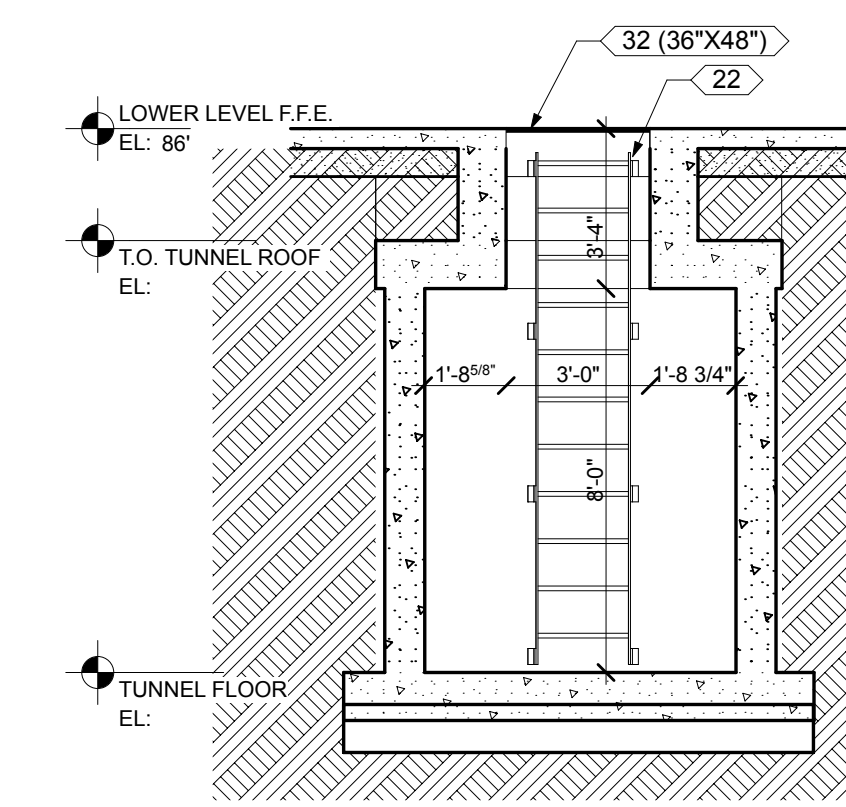 32 (36"X48")
22
LOWER LEVEL F.F.E.
EL: 86'
T.O. TUNNEL ROOF
EL:
3'-4"
1'-8 5/8"
3'-0"
1'-8 3/4"
8'-0"
TUNNEL FLOOR
EL: